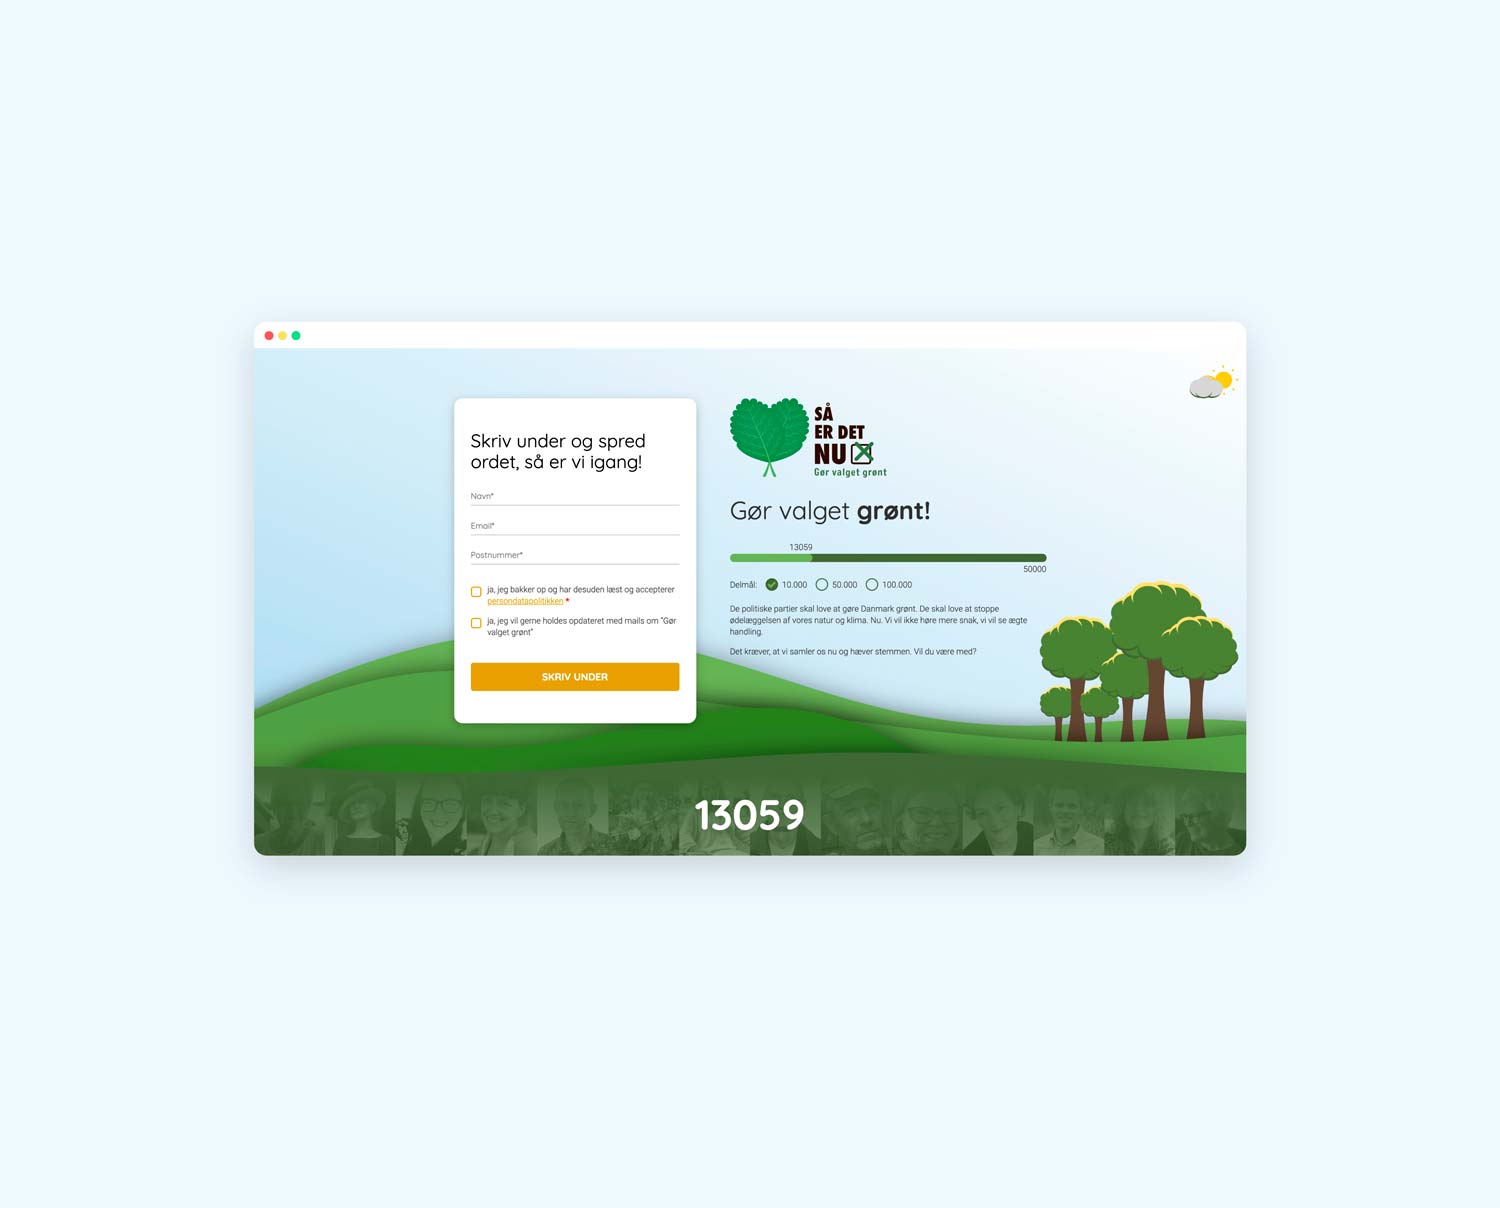 Skriv under og spred
ordet, så er vi igang!
Navn*
Email*
Postnummer*
ja, jeg bakker op og har desuden læst og accepterer
persondatapolitikken *
ja, jeg vil gerne holdes opdateret med mails om "Gør
valget grønt"
SKRIV UNDER
SÅ
ER DET
NU
Gør valget grønt
Gør valget grønt!
13059
50000
Delmål: 10.000 50.000 100.000
De politiske partier skal love at gøre Danmark grønt. De skal love at stoppe
ødelæggelsen af vores natur og klima. Nu. Vi vil ikke høre mere snak, vi vil se ægte
handling.
Det kræver, at vi samler os nu og hæver stemmen. Vil du være med?
13059